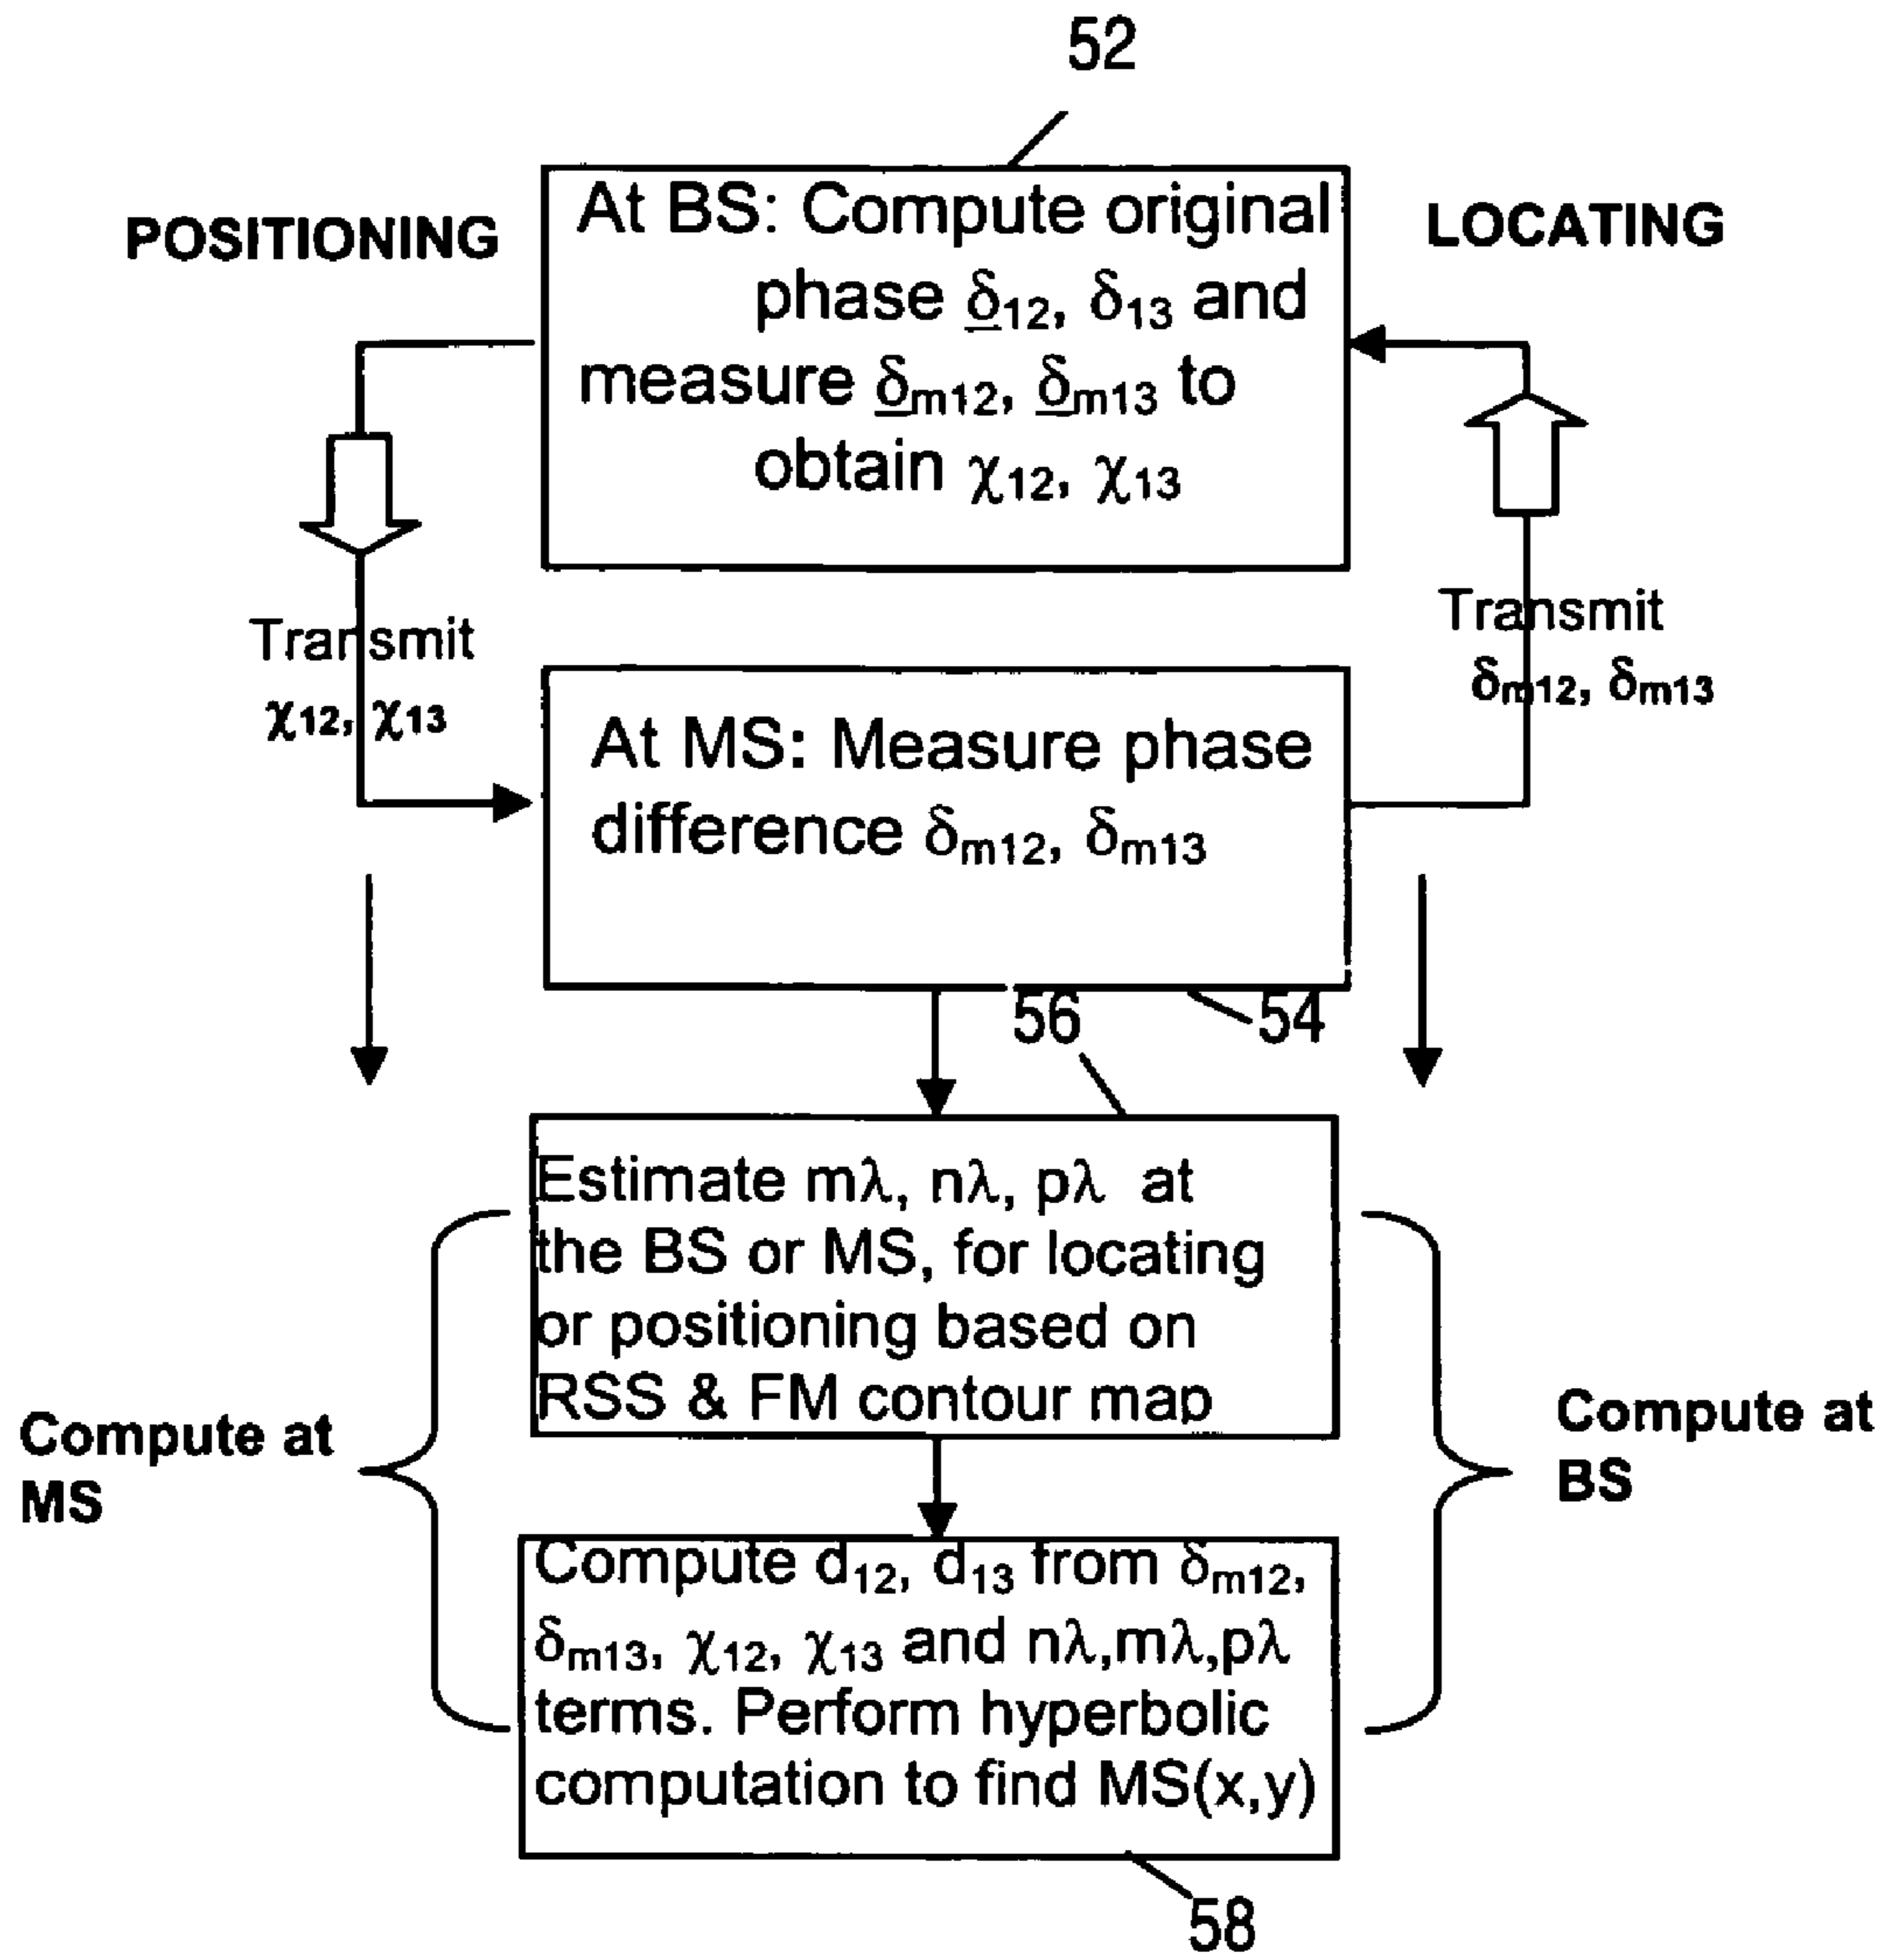 52
POSITIONING
LOCATING
At BS: Compute original
phase δ̲₁₂, δ₁₃ and
measure δ̲ₘ₁₂, δ̲ₘ₁₃ to
obtain χ₁₂, χ₁₃
Transmit
χ₁₂, χ₁₃
Transmit
δₘ₁₂, δₘ₁₃
At MS: Measure phase
difference δₘ₁₂, δₘ₁₃
54
56
Estimate mλ, nλ, pλ at
the BS or MS, for locating
or positioning based on
RSS & FM contour map
Compute at
MS
Compute at
BS
Compute d₁₂, d₁₃ from δₘ₁₂,
δₘ₁₃, χ₁₂, χ₁₃ and nλ,mλ,pλ
terms. Perform hyperbolic
computation to find MS(x,y)
58